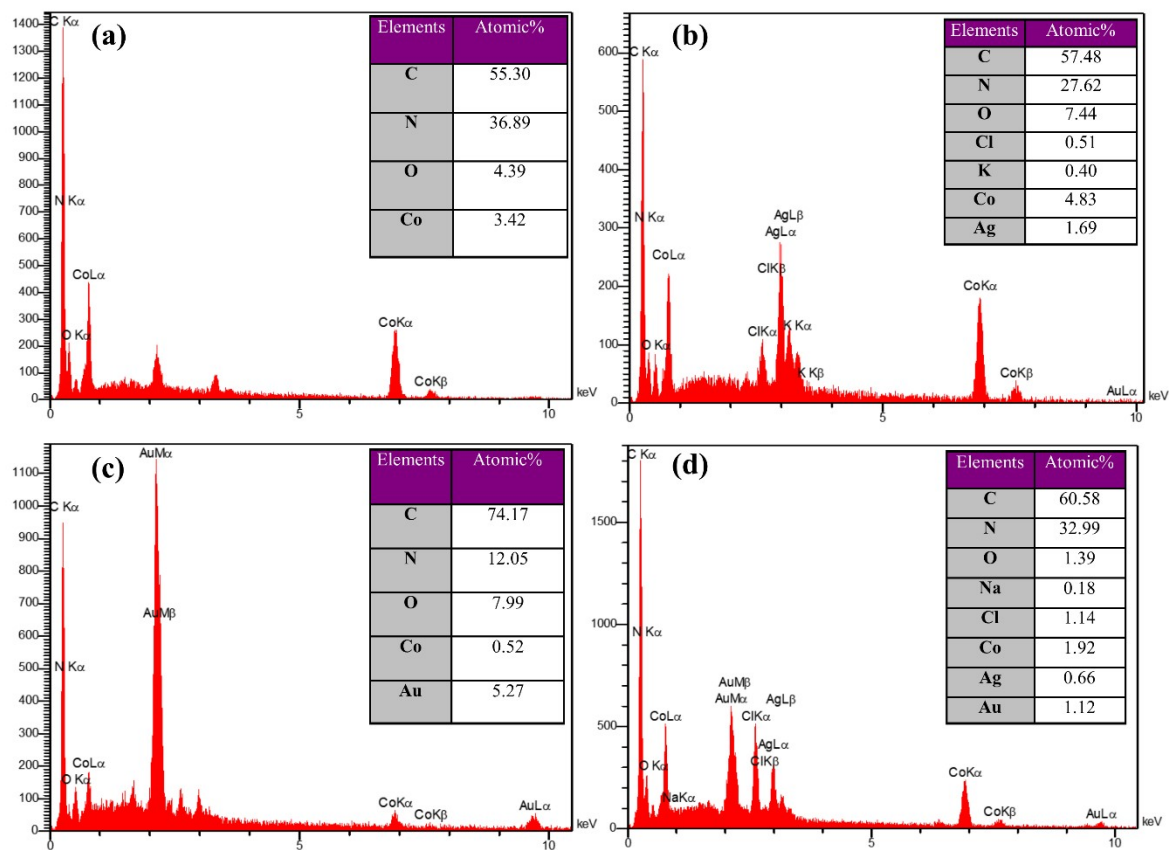 (a)
1400
1300
1200
1100
1000
900
800
700
600
500
400
300
200
100
0
C Kα
N Kα
O Kα
CoLα
CoKα
CoKβ
0 5 10
keV
Elements Atomic%
C 55.30
N 36.89
O 4.39
Co 3.42
(b)
600
500
400
300
200
100
0
C Kα
N Kα
O Kα
CoLα
AgLβ
AgLα
ClKβ
ClKα
K Kα
K Kβ
CoKα
CoKβ
AuLα
0 5 10
keV
Elements Atomic%
C 57.48
N 27.62
O 7.44
Cl 0.51
K 0.40
Co 4.83
Ag 1.69
(c)
1100
1000
900
800
700
600
500
400
300
200
100
0
C Kα
N Kα
O Kα
CoLα
AuMα
AuMβ
CoKα
CoKβ
AuLα
0 5 10
keV
Elements Atomic%
C 74.17
N 12.05
O 7.99
Co 0.52
Au 5.27
(d)
1500
1000
500
0
C Kα
N Kα
O Kα
CoLα
NaKα
AuMβ
AuMα
ClKα
AgLβ
AgLα
ClKβ
CoKα
CoKβ
AuLα
0 5 10
keV
Elements Atomic%
C 60.58
N 32.99
O 1.39
Na 0.18
Cl 1.14
Co 1.92
Ag 0.66
Au 1.12